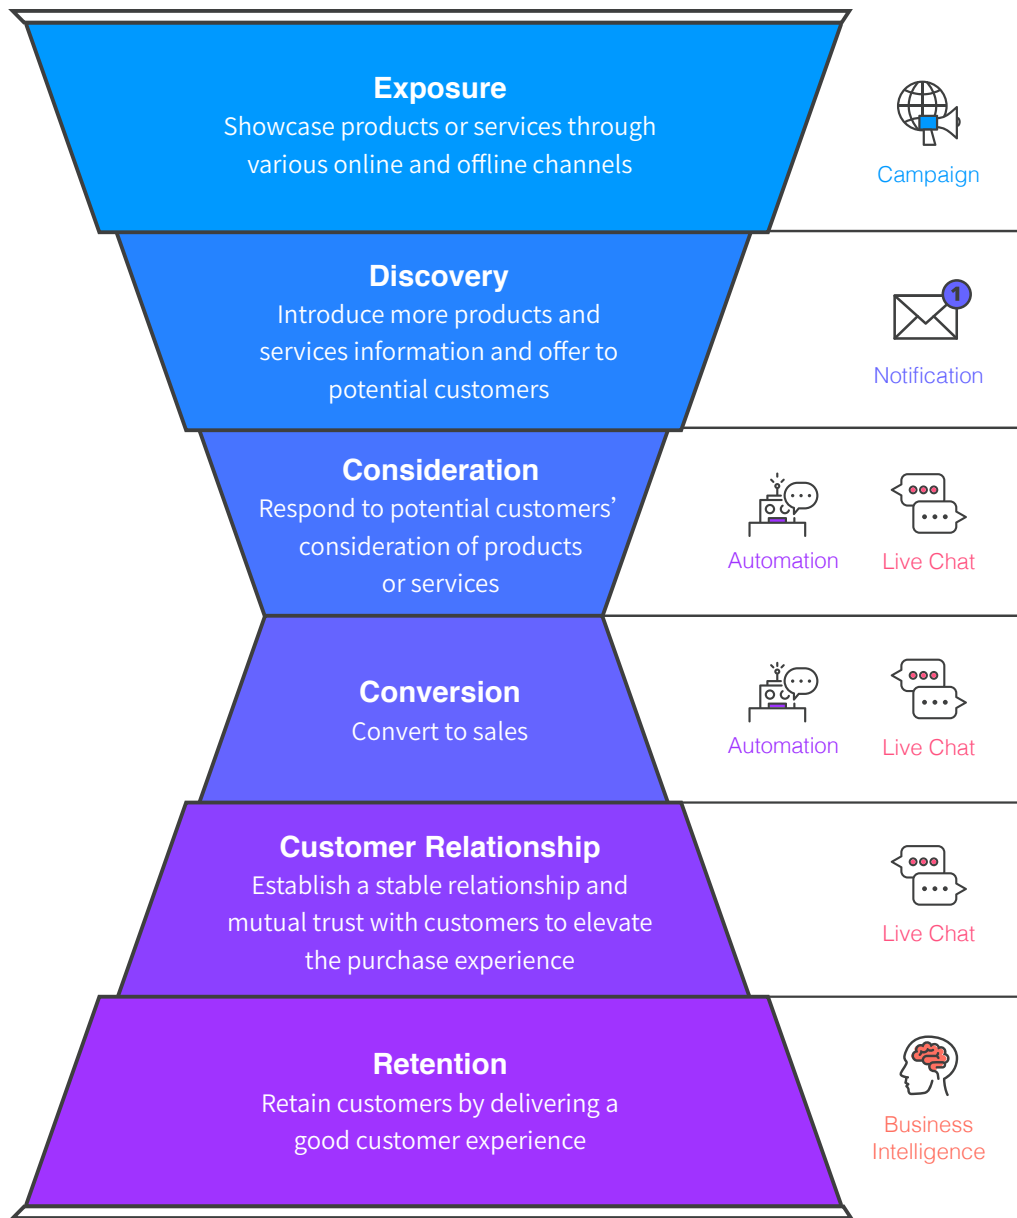 Exposure
Showcase products or services through
various online and offline channels
Campaign
Discovery
Introduce more products and
services information and offer to
potential customers
1
Notification
Consideration
Respond to potential customers’
consideration of products
or services
Automation
Live Chat
Conversion
Convert to sales
Automation
Live Chat
Customer Relationship
Establish a stable relationship and
mutual trust with customers to elevate
the purchase experience
Live Chat
Retention
Retain customers by delivering a
good customer experience
Business
Intelligence